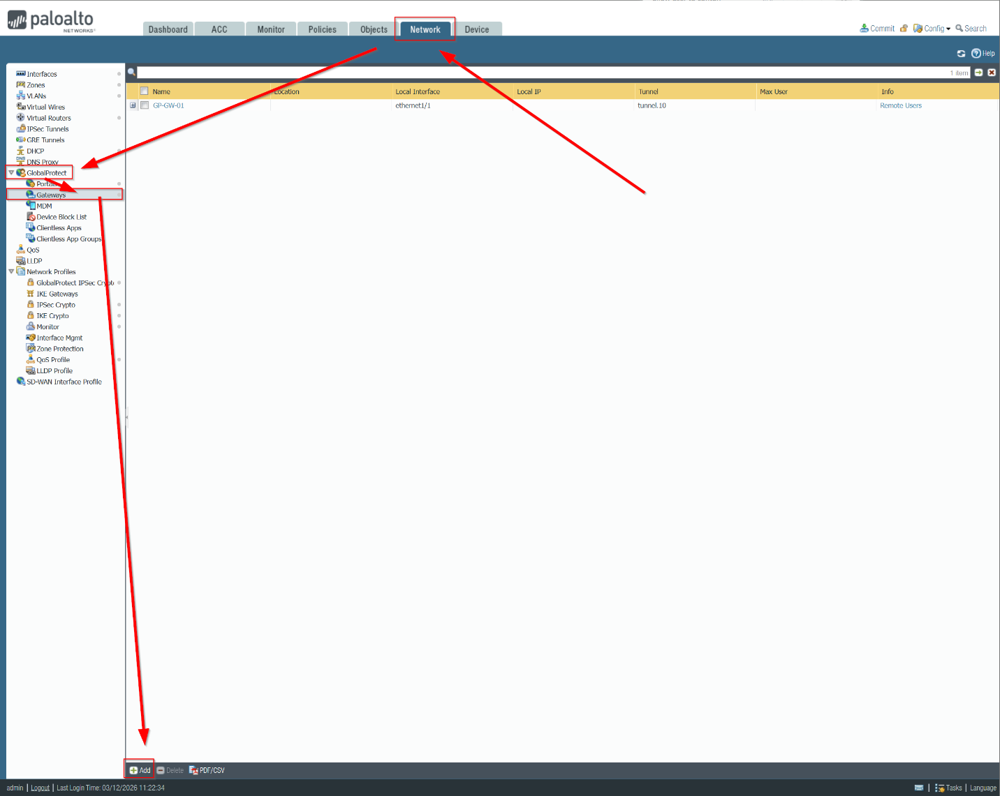 paloalto
NETWORKS®
Dashboard ACC Monitor Policies Objects Network Device
Commit Config Search
Help
1 item
Name Location Local Interface Local IP Tunnel Max User Info
GP-GW-01 ethernet1/1 tunnel.10 Remote Users
Interfaces
Zones
VLANs
Virtual Wires
Virtual Routers
IPSec Tunnels
GRE Tunnels
DHCP
DNS Proxy
GlobalProtect
Gateways
MDM
Device Block List
Clientless Apps
Clientless App Groups
QoS
LLDP
Network Profiles
GlobalProtect IPSec Crypto
IKE Gateways
IPSec Crypto
IKE Crypto
Monitor
Interface Mgmt
Zone Protection
QoS Profile
LLDP Profile
SD-WAN Interface Profile
Add Delete PDF/CSV
admin | Logout | Last Login Time: 03/12/2026 11:22:34
Tasks | Language